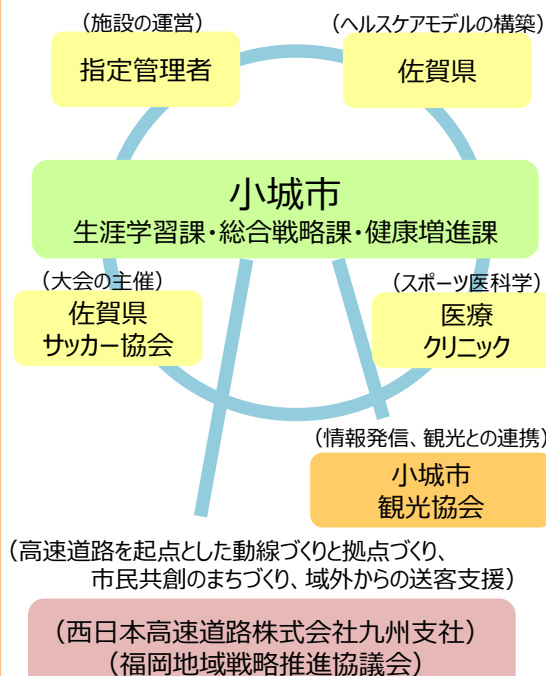 （施設の運営）
指定管理者
（ヘルスケアモデルの構築）
佐賀県
小城市
生涯学習課・総合戦略課・健康増進課
（大会の主催）
佐賀県
サッカー協会
（スポーツ医科学）
医療
クリニック
（情報発信、観光との連携）
小城市
観光協会
（高速道路を起点とした動線づくりと拠点づくり、
市民共創のまちづくり、域外からの送客支援）
（西日本高速道路株式会社九州支社）
（福岡地域戦略推進協議会）